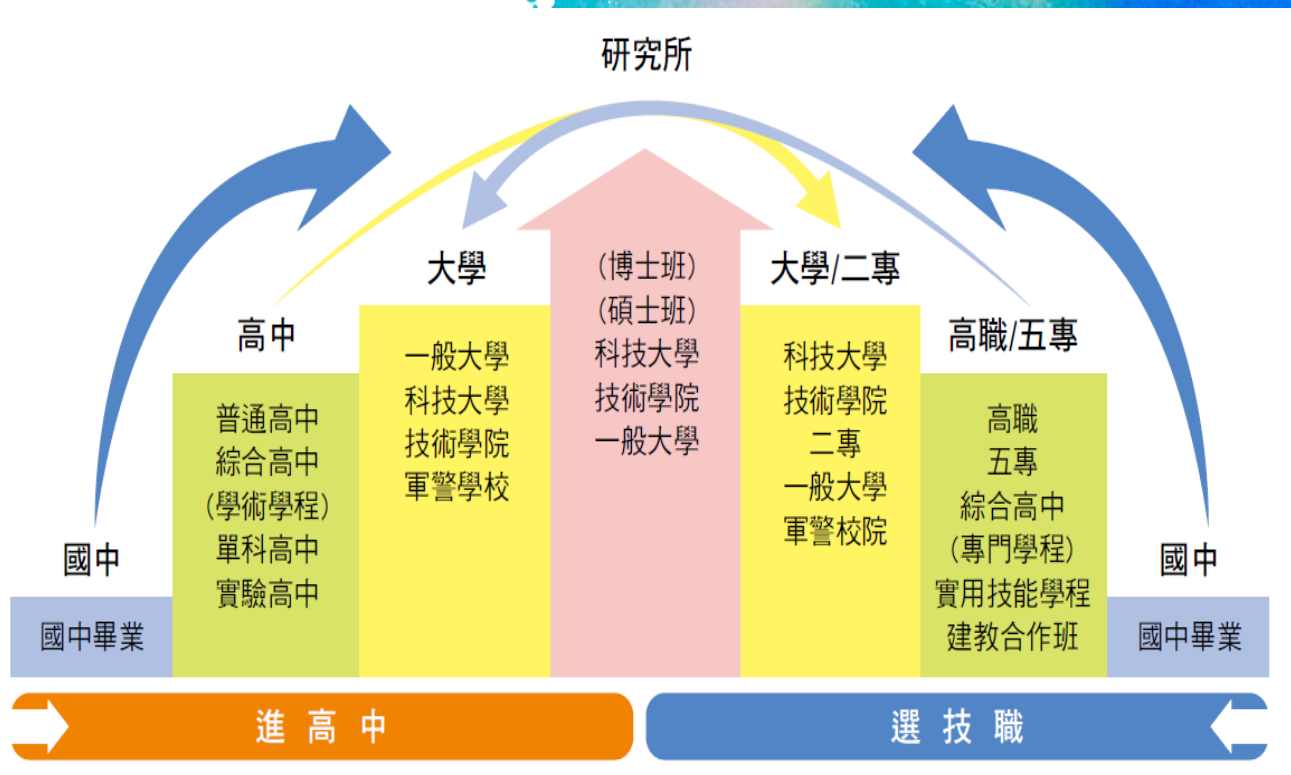 研究所
國中
國中畢業
高中
普通高中
綜合高中
(學術學程)
單科高中
實驗高中
大學
一般大學
科技大學
技術學院
軍警學校
(博士班)
(碩士班)
科技大學
技術學院
一般大學
大學/二專
科技大學
技術學院
二專
一般大學
軍警校院
高職/五專
高職
五專
綜合高中
(專門學程)
實用技能學程
建教合作班
國中
國中畢業
進高中
選技職